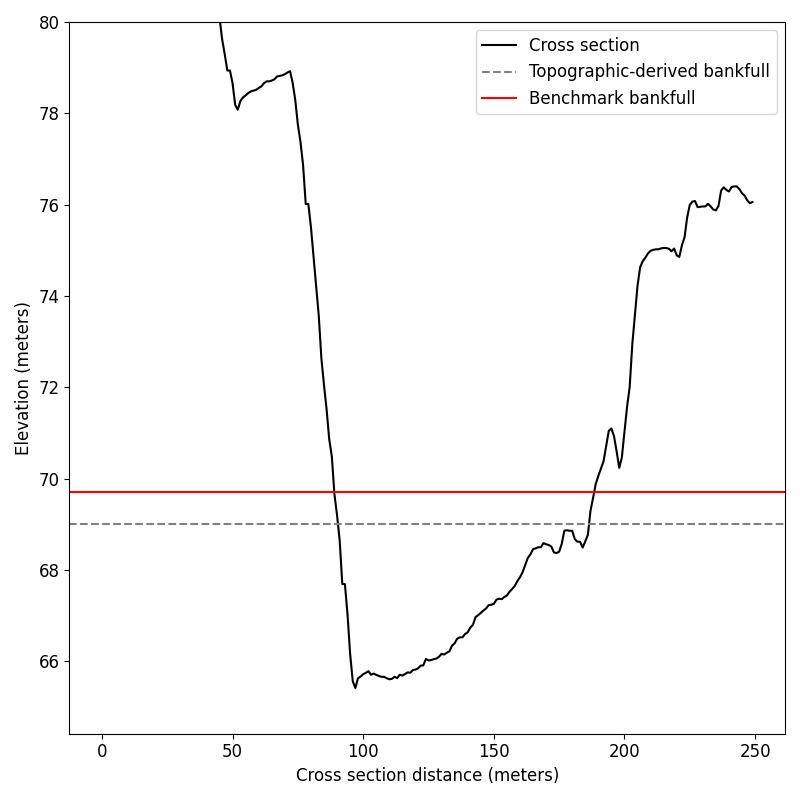 80
78
76
74
72
70
68
66
Elevation (meters)
Cross section
Topographic-derived bankfull
Benchmark bankfull
0 50 100 150 200 250
Cross section distance (meters)